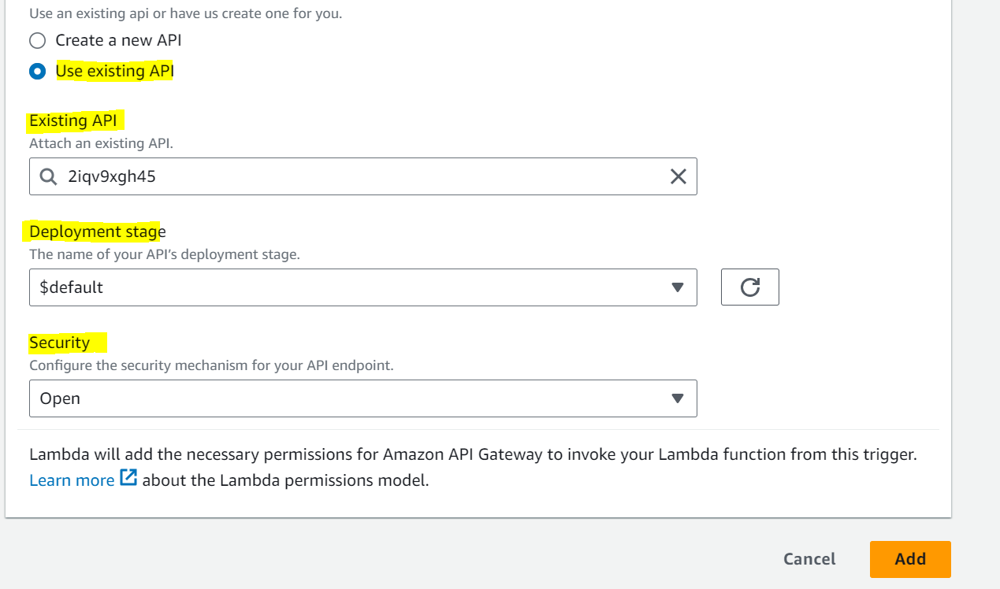 Use an existing api or have us create one for you.
Create a new API
Use existing API
Existing API
Attach an existing API.
2iqv9xgh45
Deployment stage
The name of your API’s deployment stage.
$default
Security
Configure the security mechanism for your API endpoint.
Open
Lambda will add the necessary permissions for Amazon API Gateway to invoke your Lambda function from this trigger.
Learn more about the Lambda permissions model.
Cancel Add